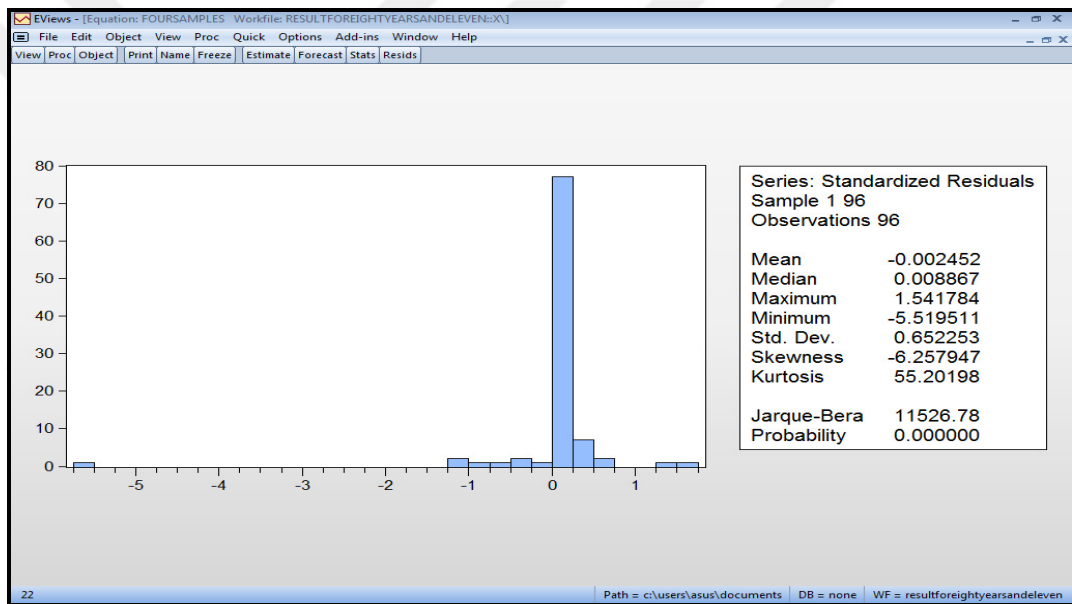 EViews - [Equation: FOURSAMPLES Workfile: RESULTFOREIGHTYEARSANDELEVEN::X\]
File Edit Object View Proc Quick Options Add-ins Window Help
View Proc Object Print Name Freeze Estimate Forecast Stats Resids
80
70
60
50
40
30
20
10
0
-5 -4 -3 -2 -1 0 1
Series: Standardized Residuals
Sample 1 96
Observations 96
Mean -0.002452
Median 0.008867
Maximum 1.541784
Minimum -5.519511
Std. Dev. 0.652253
Skewness -6.257947
Kurtosis 55.20198
Jarque-Bera 11526.78
Probability 0.000000
22 Path = c:\users\asus\documents DB = none WF = resultforeightyearsandeleven